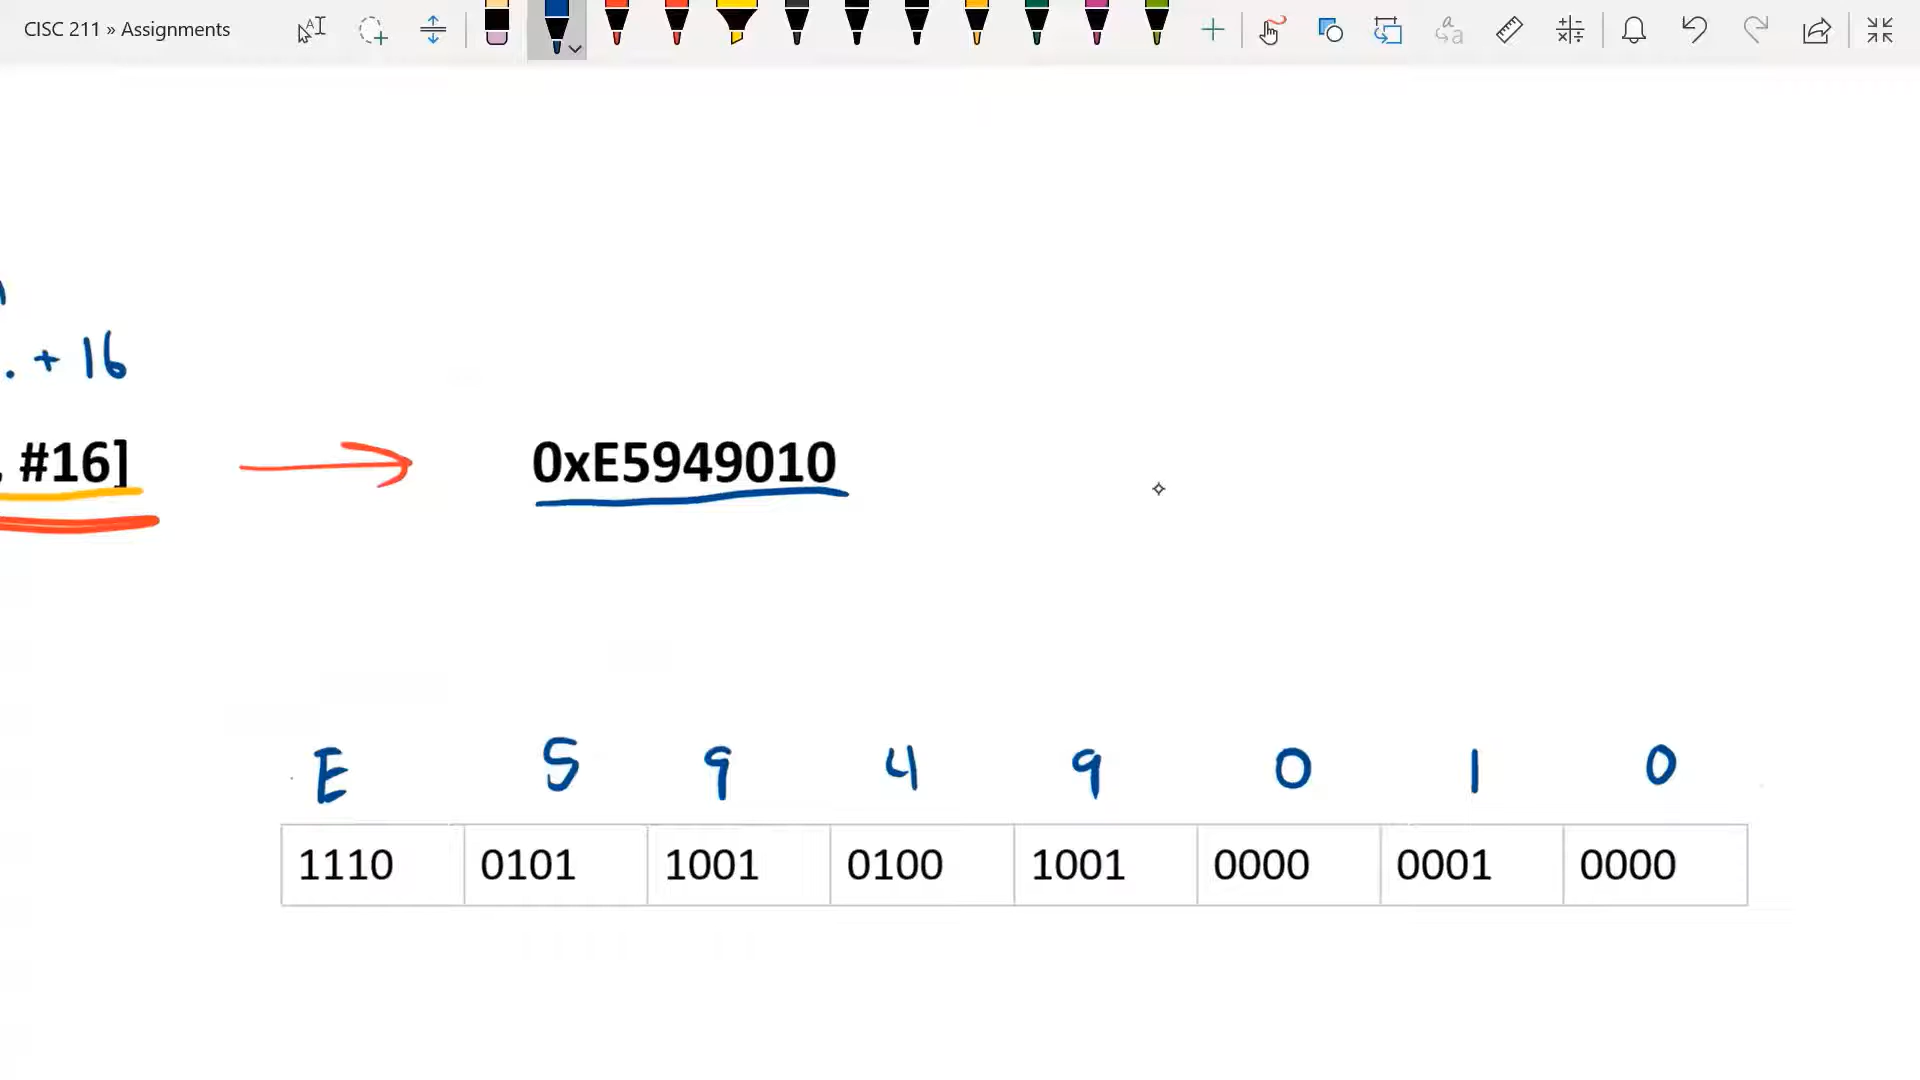 CISC 211 » Assignments
. + 16
, #16]
0xE5949010
E 5 9 4 9 0 1 0
1110 0101 1001 0100 1001 0000 0001 0000